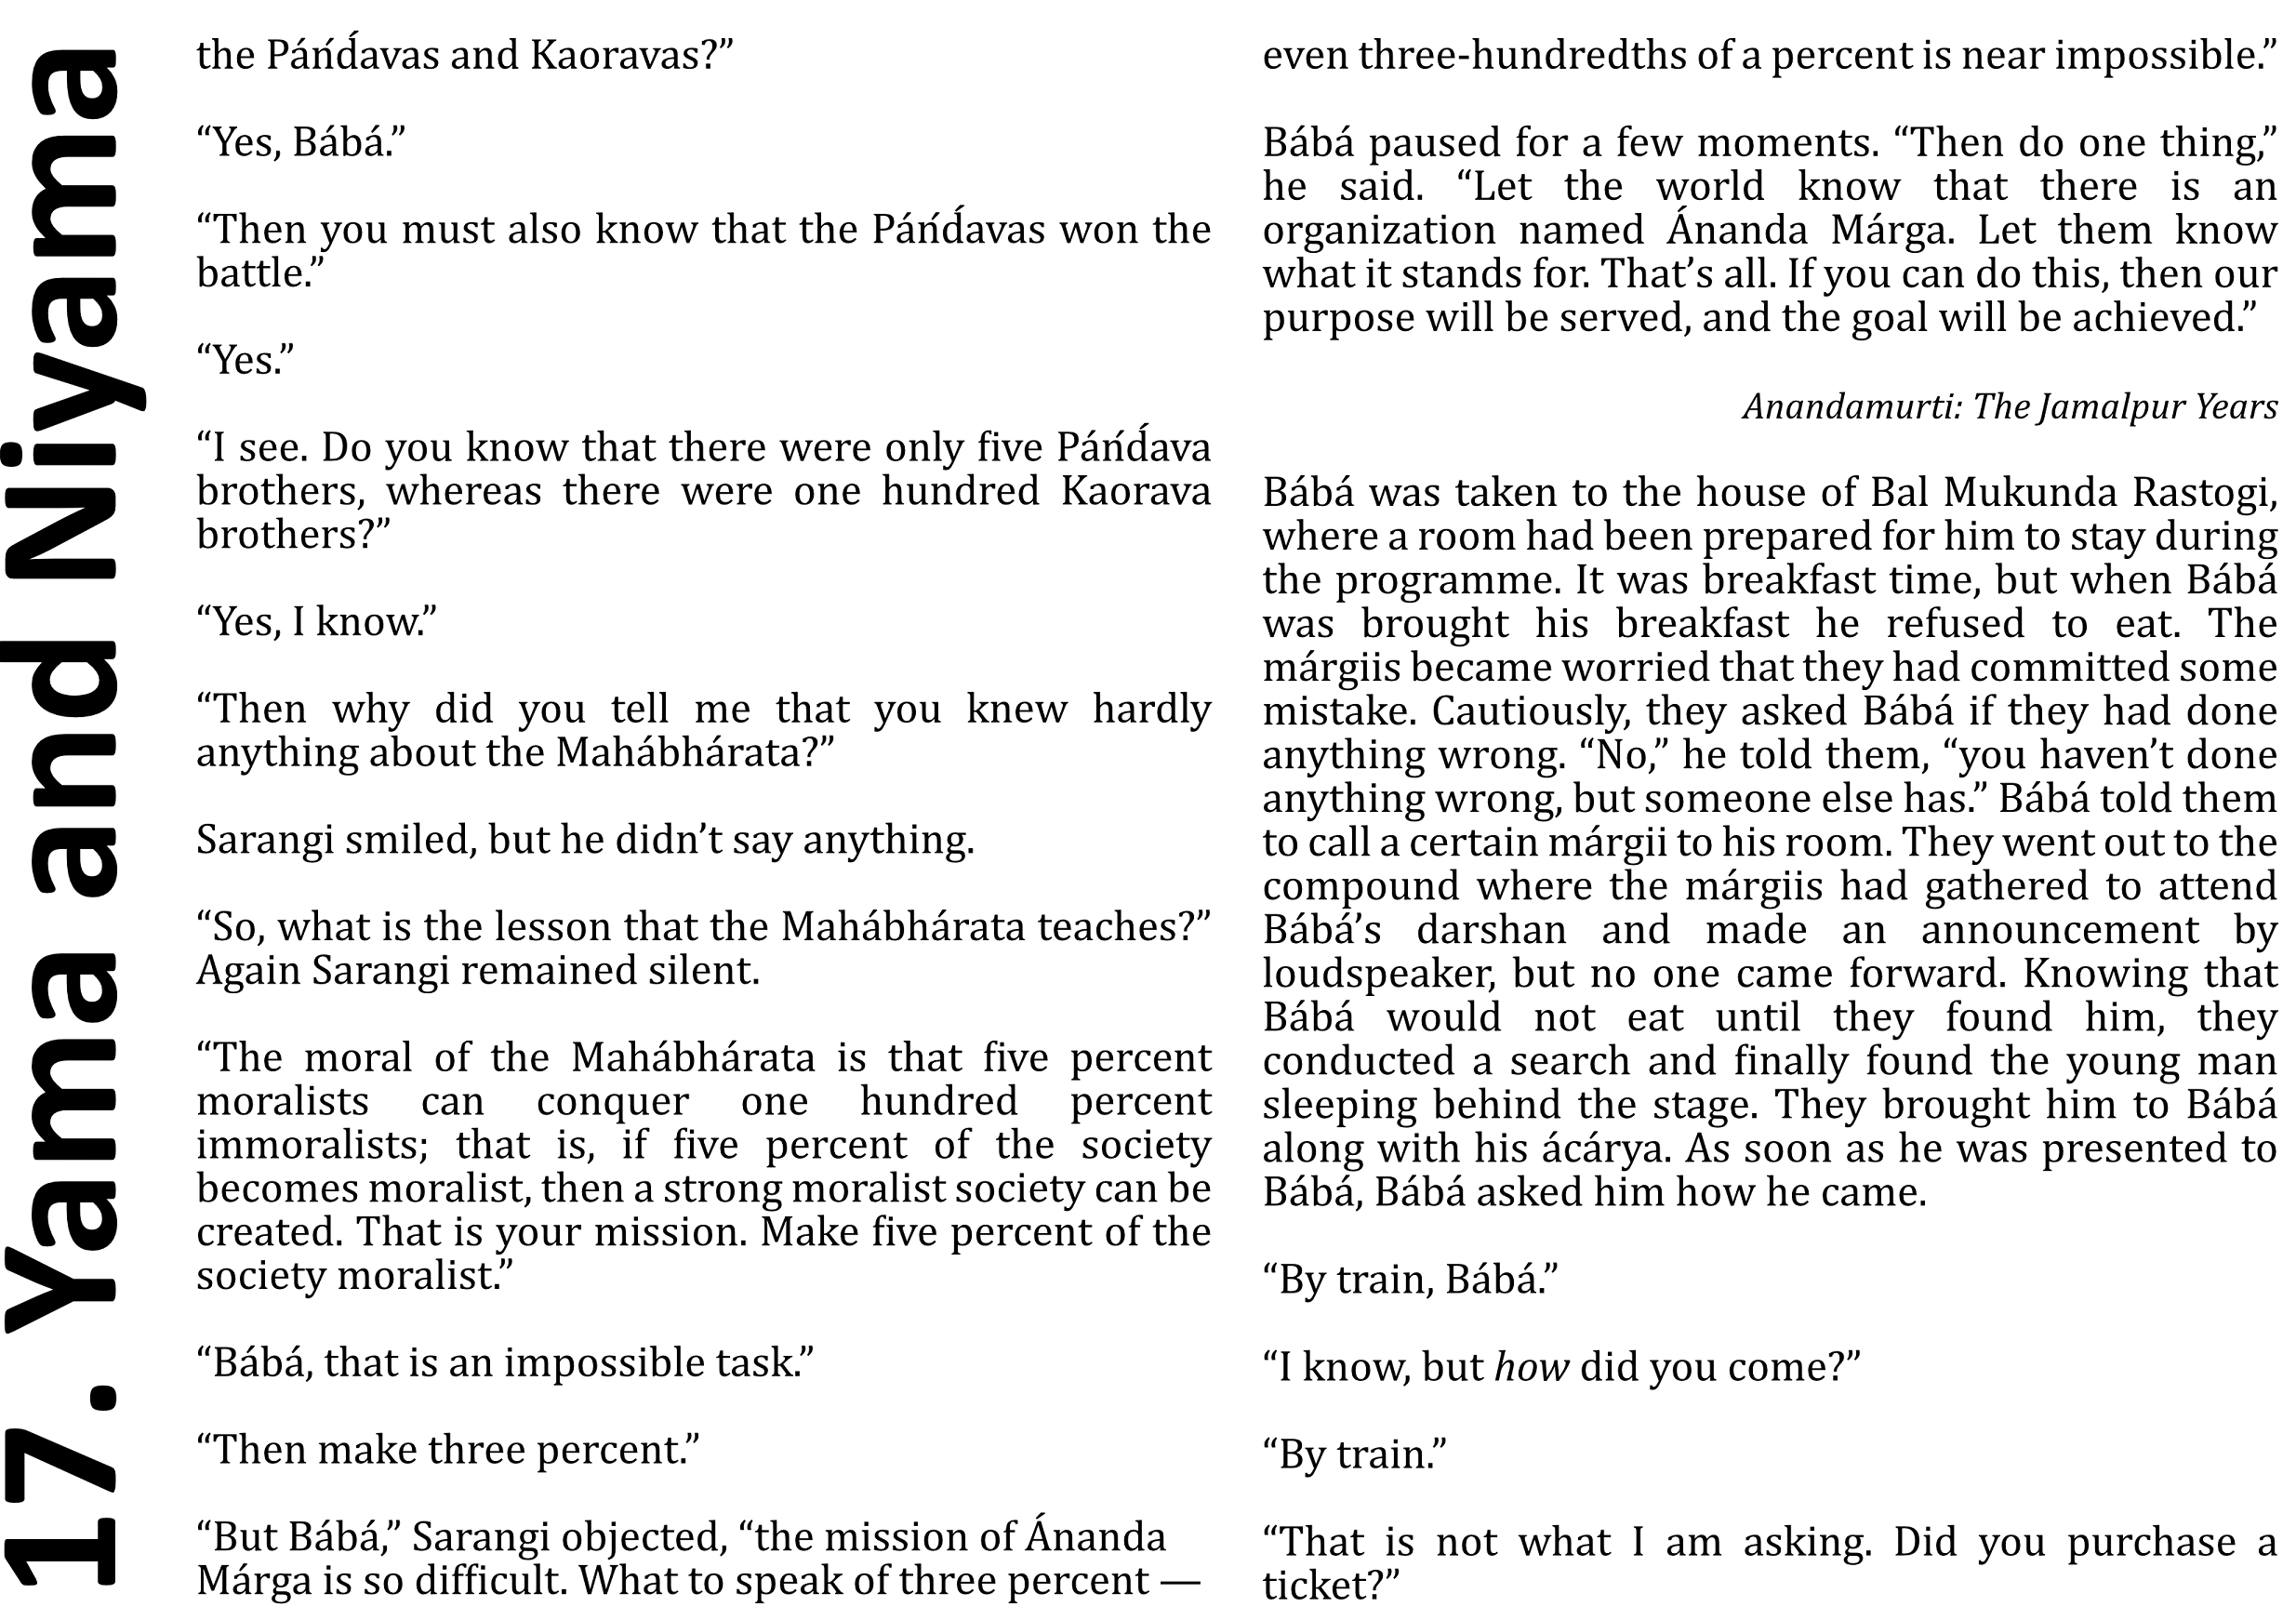 17. Yama and Niyama
the Páńd́avas and Kaoravas?”
“Yes, Bábá.”
“Then you must also know that the Páńd́avas won the
battle.”
“Yes.”
“I see. Do you know that there were only five Páńd́ava
brothers, whereas there were one hundred Kaorava
brothers?”
“Yes, I know.”
“Then why did you tell me that you knew hardly
anything about the Mahábhárata?”
Sarangi smiled, but he didn’t say anything.
“So, what is the lesson that the Mahábhárata teaches?”
Again Sarangi remained silent.
“The moral of the Mahábhárata is that five percent
moralists can conquer one hundred percent
immoralists; that is, if five percent of the society
becomes moralist, then a strong moralist society can be
created. That is your mission. Make five percent of the
society moralist.”
“Bábá, that is an impossible task.”
“Then make three percent.”
“But Bábá,” Sarangi objected, “the mission of Ánanda
Márga is so difficult. What to speak of three percent —
even three-hundredths of a percent is near impossible.”
Bábá paused for a few moments. “Then do one thing,”
he said. “Let the world know that there is an
organization named Ánanda Márga. Let them know
what it stands for. That’s all. If you can do this, then our
purpose will be served, and the goal will be achieved.”
Anandamurti: The Jamalpur Years
Bábá was taken to the house of Bal Mukunda Rastogi,
where a room had been prepared for him to stay during
the programme. It was breakfast time, but when Bábá
was brought his breakfast he refused to eat. The
márgiis became worried that they had committed some
mistake. Cautiously, they asked Bábá if they had done
anything wrong. “No,” he told them, “you haven’t done
anything wrong, but someone else has.” Bábá told them
to call a certain márgii to his room. They went out to the
compound where the márgiis had gathered to attend
Bábá’s darshan and made an announcement by
loudspeaker, but no one came forward. Knowing that
Bábá would not eat until they found him, they
conducted a search and finally found the young man
sleeping behind the stage. They brought him to Bábá
along with his ácárya. As soon as he was presented to
Bábá, Bábá asked him how he came.
“By train, Bábá.”
“I know, but how did you come?”
“By train.”
“That is not what I am asking. Did you purchase a
ticket?”